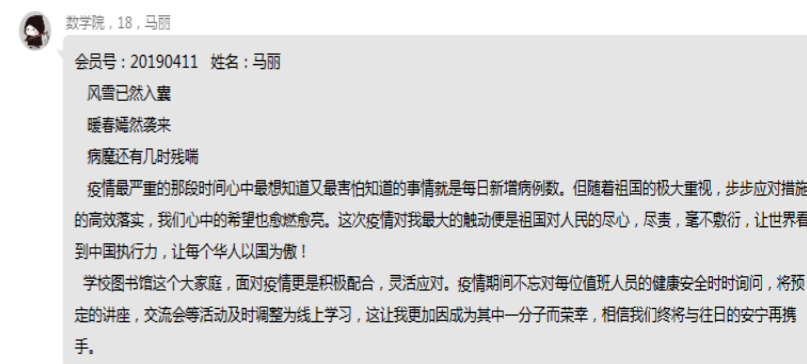 数学院，18，马丽
会员号：20190411 姓名：马丽
风雪已然入囊
暖春嫣然袭来
病魔还有几时残喘
疫情最严重的那段时间心中最想知道又最害怕知道的事情就是每日新增病例数。但随着祖国的极大重视，步步应对措施
的高效落实，我们心中的希望也愈燃愈亮。这次疫情对我最大的触动便是祖国对人民的尽心，尽责，毫不敷衍，让世界看
到中国执行力，让每个华人以国为傲！
学校图书馆这个大家庭，面对疫情更是积极配合，灵活应对。疫情期间不忘对每位值班人员的健康安全时时询问，将预
定的讲座，交流会等活动及时调整为线上学习，这让我更加因成为其中一分子而荣幸，相信我们终将与往日的安宁再携
手。